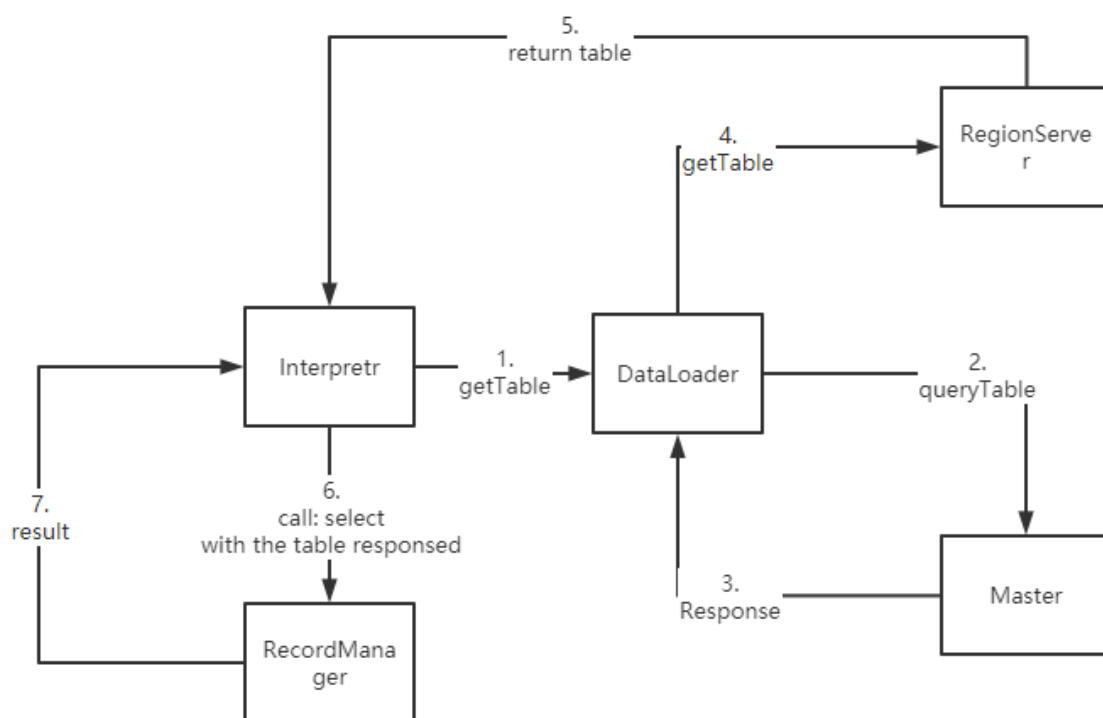 5.
return table
4.
getTable
RegionServe
r
Interpretr
1.
getTable
DataLoader
2.
queryTable
6.
call: select
with the table responsed
7.
result
3.
Response
Master
RecordMana
ger